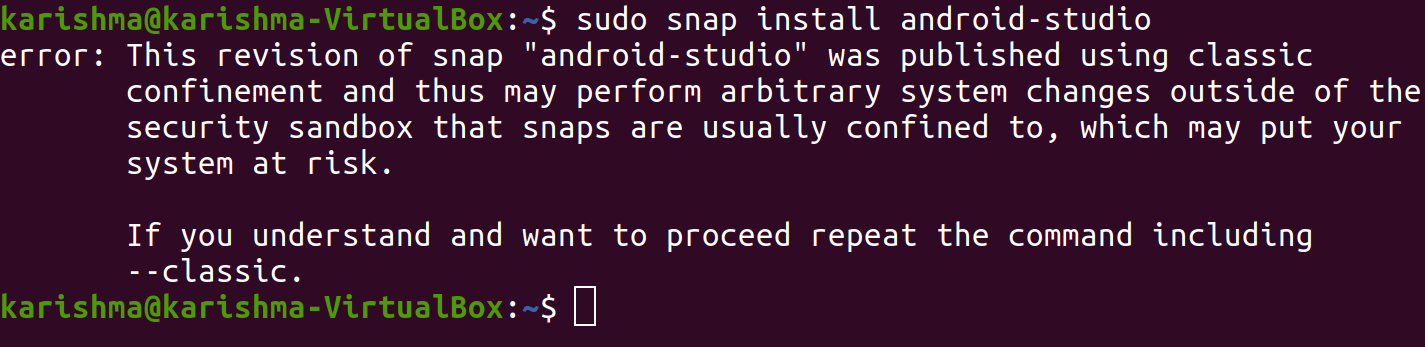 karishma@karishma-VirtualBox:~$ sudo snap install android-studio
error: This revision of snap "android-studio" was published using classic
confinement and thus may perform arbitrary system changes outside of the
security sandbox that snaps are usually confined to, which may put your
system at risk.
If you understand and want to proceed repeat the command including
--classic.
karishma@karishma-VirtualBox:~$